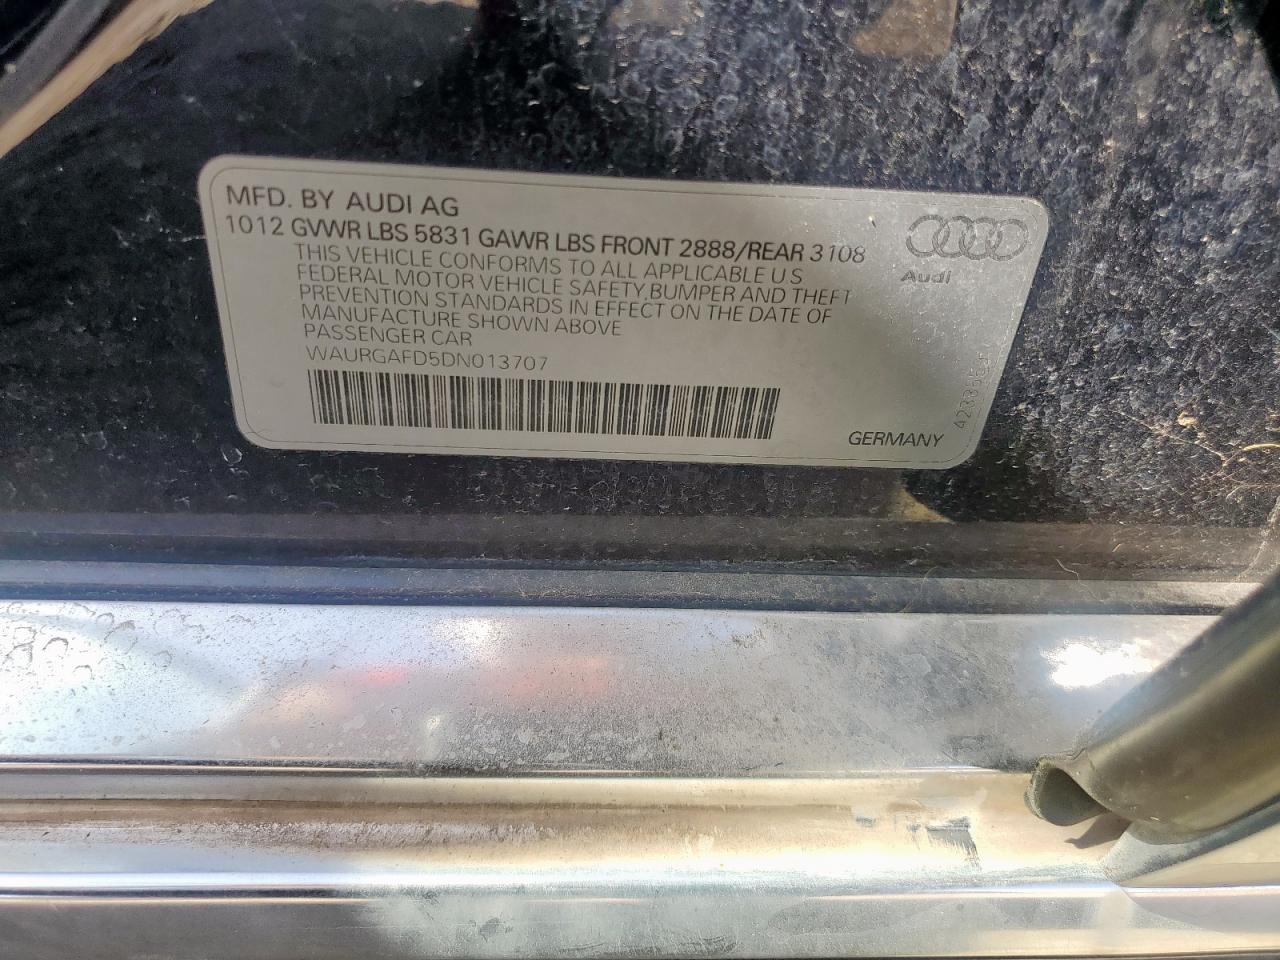 MFD. BY AUDI AG
1012 GVWR LBS 5831 GAWR LBS FRONT 2888/REAR 3108
THIS VEHICLE CONFORMS TO ALL APPLICABLE U S
FEDERAL MOTOR VEHICLE SAFETY,BUMPER AND THEFT
PREVENTION STANDARDS IN EFFECT ON THE DATE OF
MANUFACTURE SHOWN ABOVE
PASSENGER CAR
WAURGAFD5DN013707
Audi
GERMANY